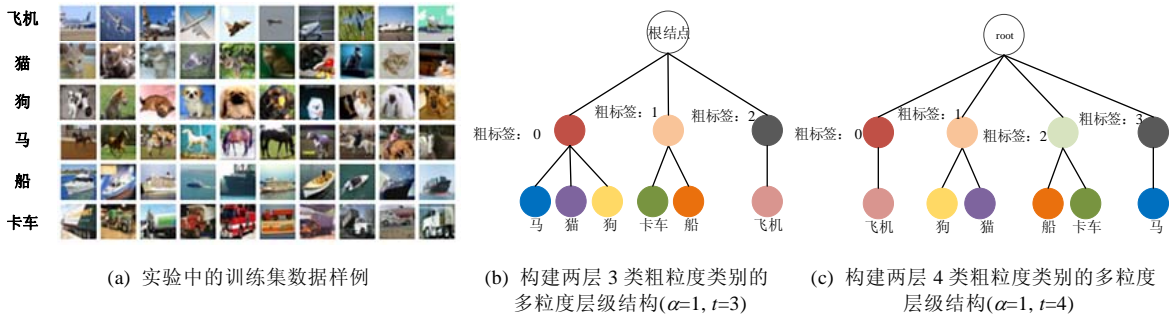 飞机
猫
狗
马
船
卡车
(a) 实验中的训练集数据样例
根结点
粗标签：0
粗标签：1
粗标签：2
马 猫 狗 卡车 船 飞机
(b) 构建两层 3 类粗粒度类别的
多粒度层级结构(α=1, t=3)
root
粗标签：0
粗标签：1
粗标签：2
粗标签：3
飞机 狗 猫 船 卡车 马
(c) 构建两层 4 类粗粒度类别的多粒度
层级结构(α=1, t=4)